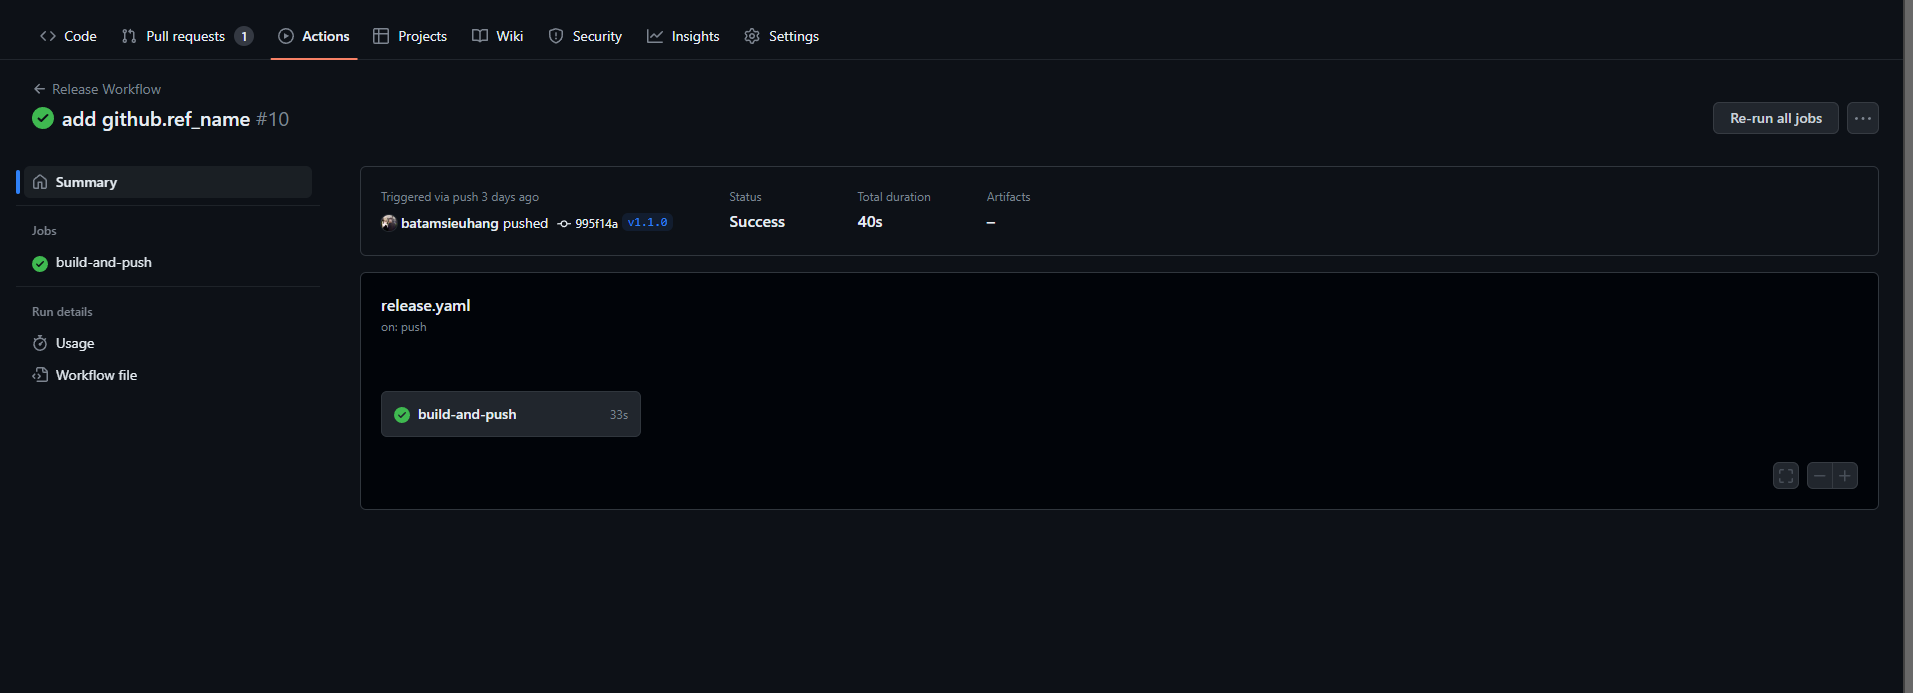 Code Pull requests 1 Actions Projects Wiki Security Insights Settings
Release Workflow
add github.ref_name #10
Re-run all jobs
Summary
Jobs
build-and-push
Run details
Usage
Workflow file
Triggered via push 3 days ago
batamsieuhang pushed 995f14a v1.1.0
Status
Success
Total duration
40s
Artifacts
–
release.yaml
on: push
build-and-push 33s